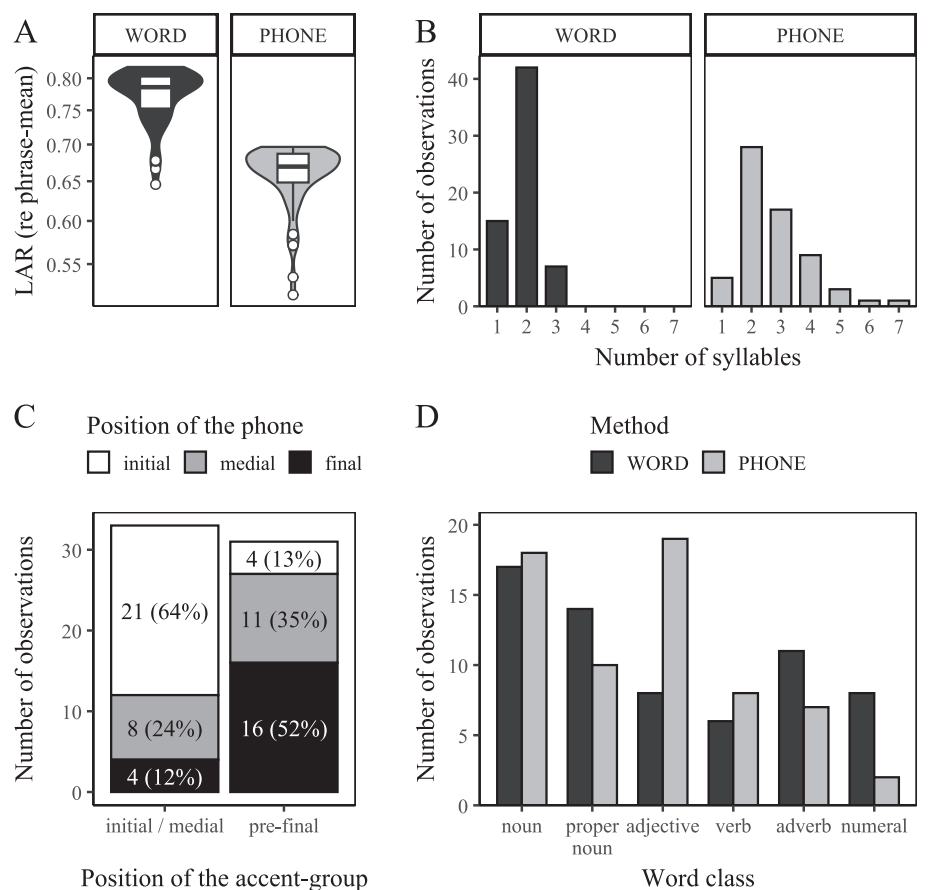 A
WORD
PHONE
LAR (re phrase-mean)
0.80
0.75
0.70
0.65
0.60
0.55
B
WORD
PHONE
Number of observations
40
30
20
10
0
1 2 3 4 5 6 7
1 2 3 4 5 6 7
Number of syllables
C
Position of the phone
initial medial final
Number of observations
30
20
10
0
21 (64%)
8 (24%)
4 (12%)
4 (13%)
11 (35%)
16 (52%)
initial / medial pre-final
Position of the accent-group
D
Method
WORD PHONE
Number of observations
20
15
10
5
0
noun proper adjective verb adverb numeral
noun
Word class